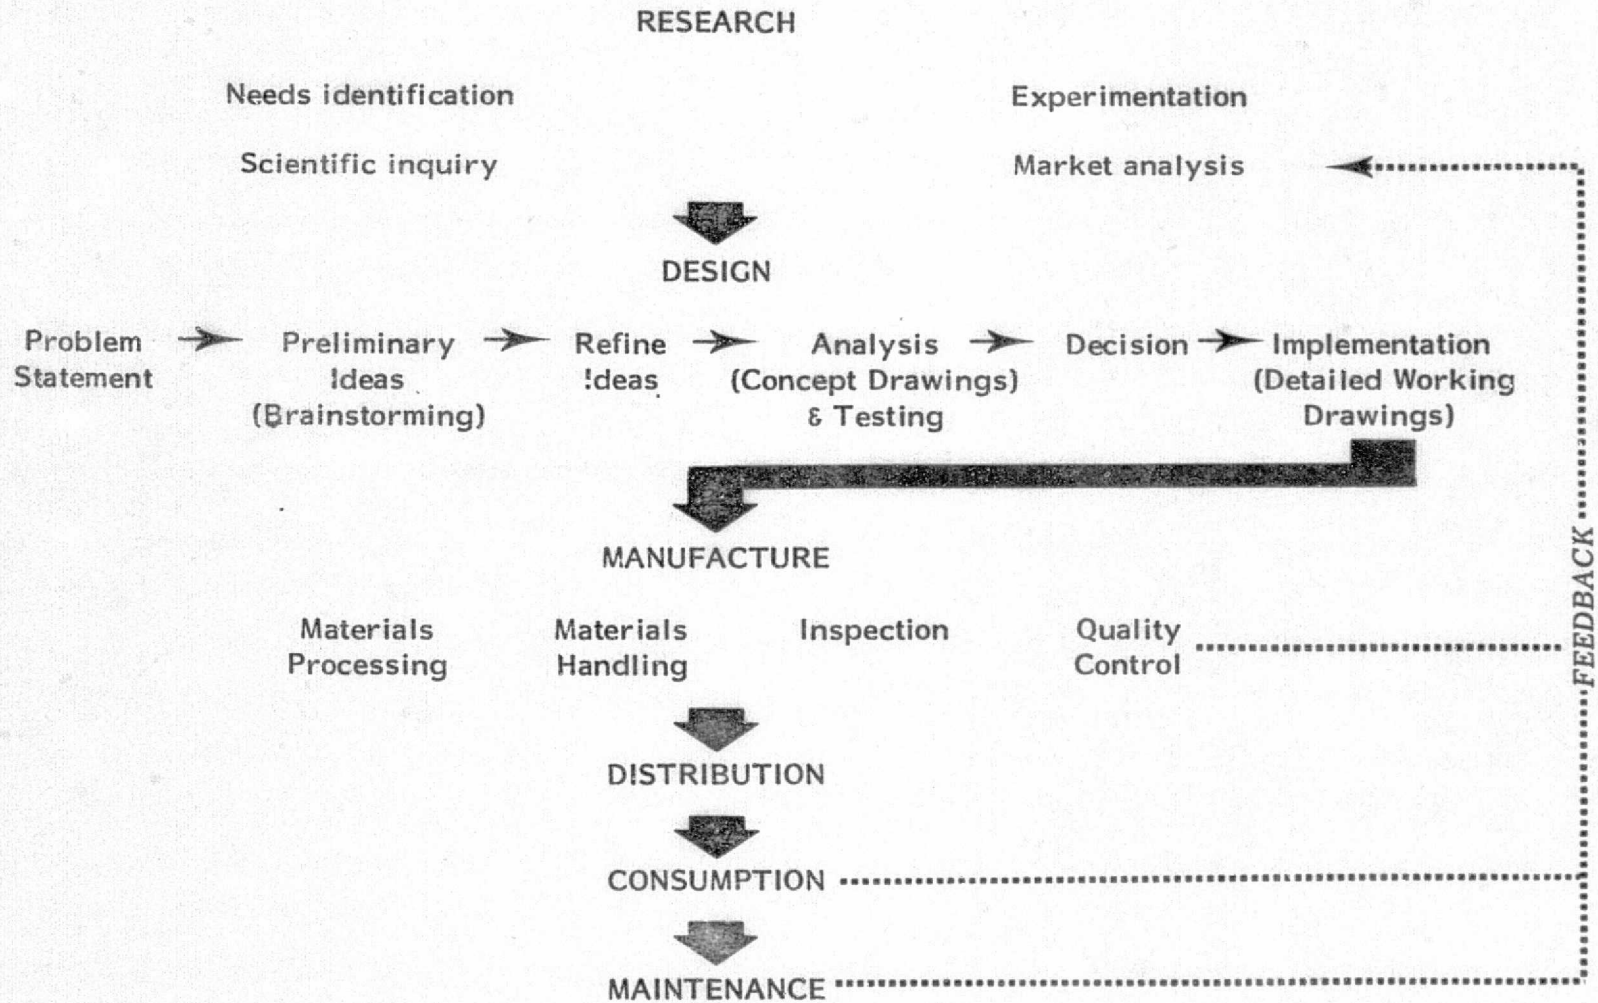 RESEARCH
Needs identification
Experimentation
Scientific inquiry
Market analysis
DESIGN
Problem
Statement
Preliminary
Ideas
(Brainstorming)
Refine
Ideas
Analysis
(Concept Drawings)
& Testing
Decision
Implementation
(Detailed Working
Drawings)
MANUFACTURE
Materials
Processing
Materials
Handling
Inspection
Quality
Control
FEEDBACK
DISTRIBUTION
CONSUMPTION
MAINTENANCE